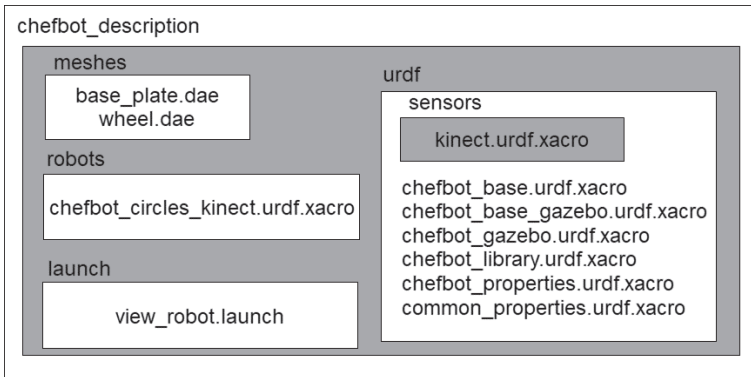 chefbot_description
meshes
base_plate.dae
wheel.dae
robots
chefbot_circles_kinect.urdf.xacro
launch
view_robot.launch
urdf
sensors
kinect.urdf.xacro
chefbot_base.urdf.xacro
chefbot_base_gazebo.urdf.xacro
chefbot_gazebo.urdf.xacro
chefbot_library.urdf.xacro
chefbot_properties.urdf.xacro
common_properties.urdf.xacro